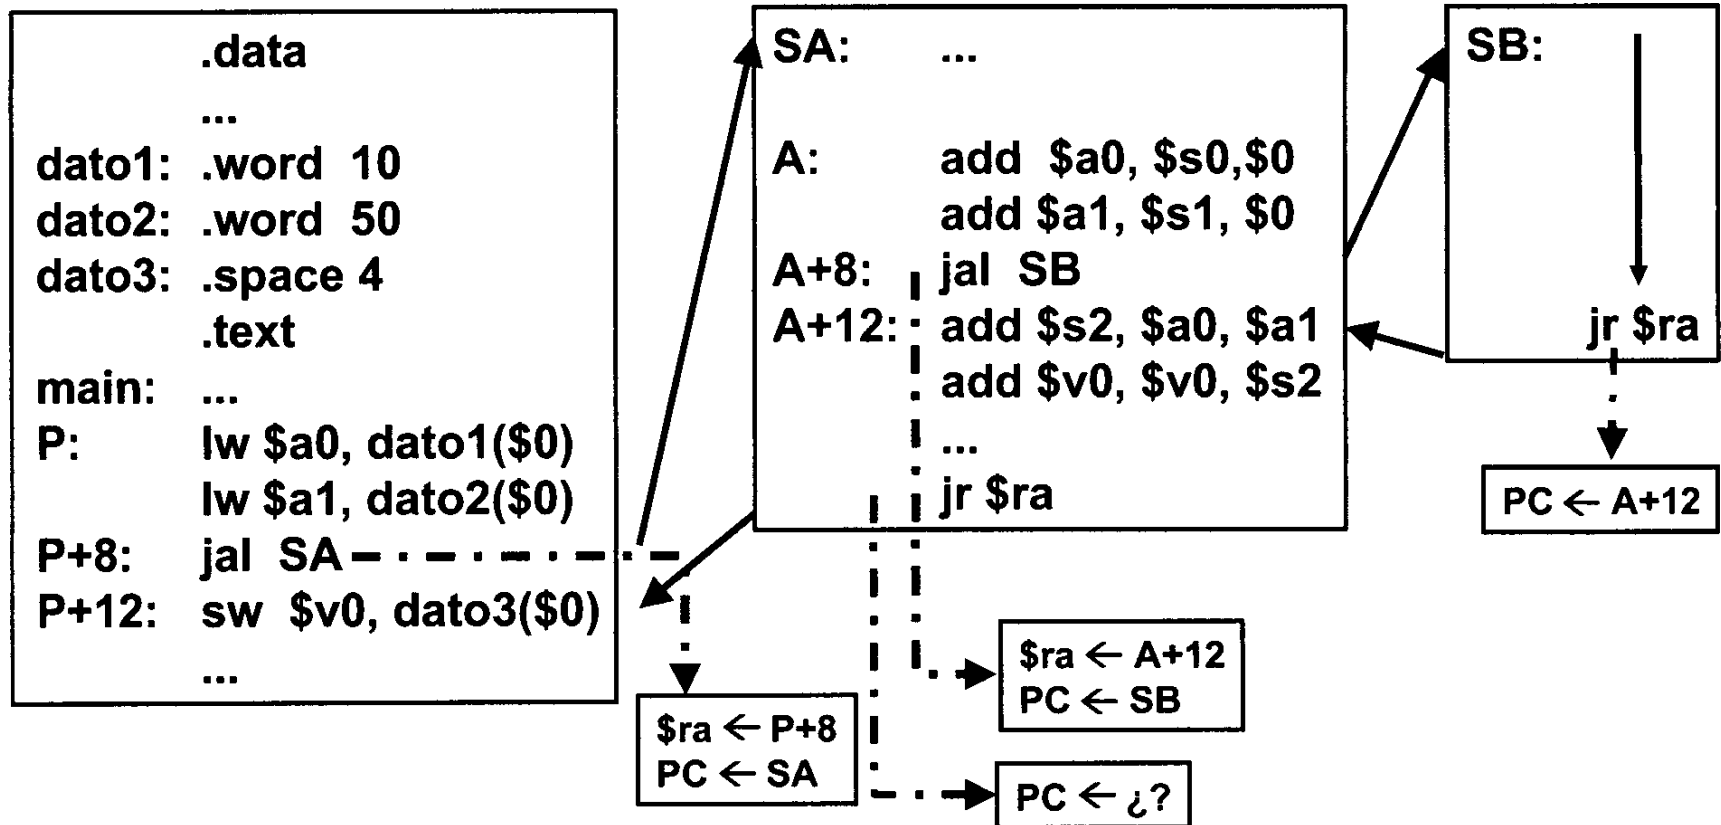 .data
...
dato1: .word 10
dato2: .word 50
dato3: .space 4
.text
main: ...
P: lw $a0, dato1($0)
lw $a1, dato2($0)
P+8: jal SA
P+12: sw $v0, dato3($0)
...
$ra ← P+8
PC ← SA
SA: ...
A: add $a0, $s0,$0
add $a1, $s1, $0
A+8: jal SB
A+12: add $s2, $a0, $a1
add $v0, $v0, $s2
...
jr $ra
$ra ← A+12
PC ← SB
PC ← ¿?
SB:
jr $ra
PC ← A+12